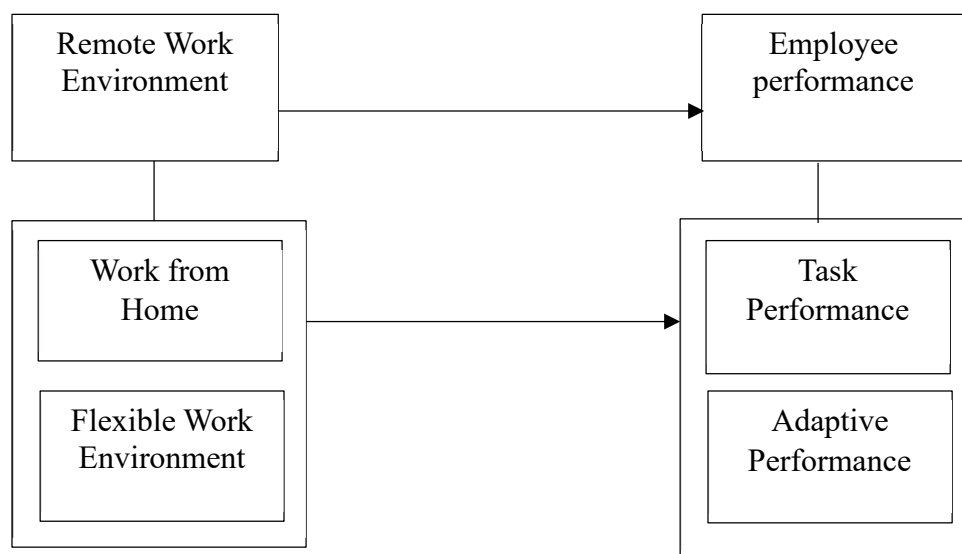 Remote Work
Environment
Employee
performance
Work from
Home
Task
Performance
Flexible Work
Environment
Adaptive
Performance